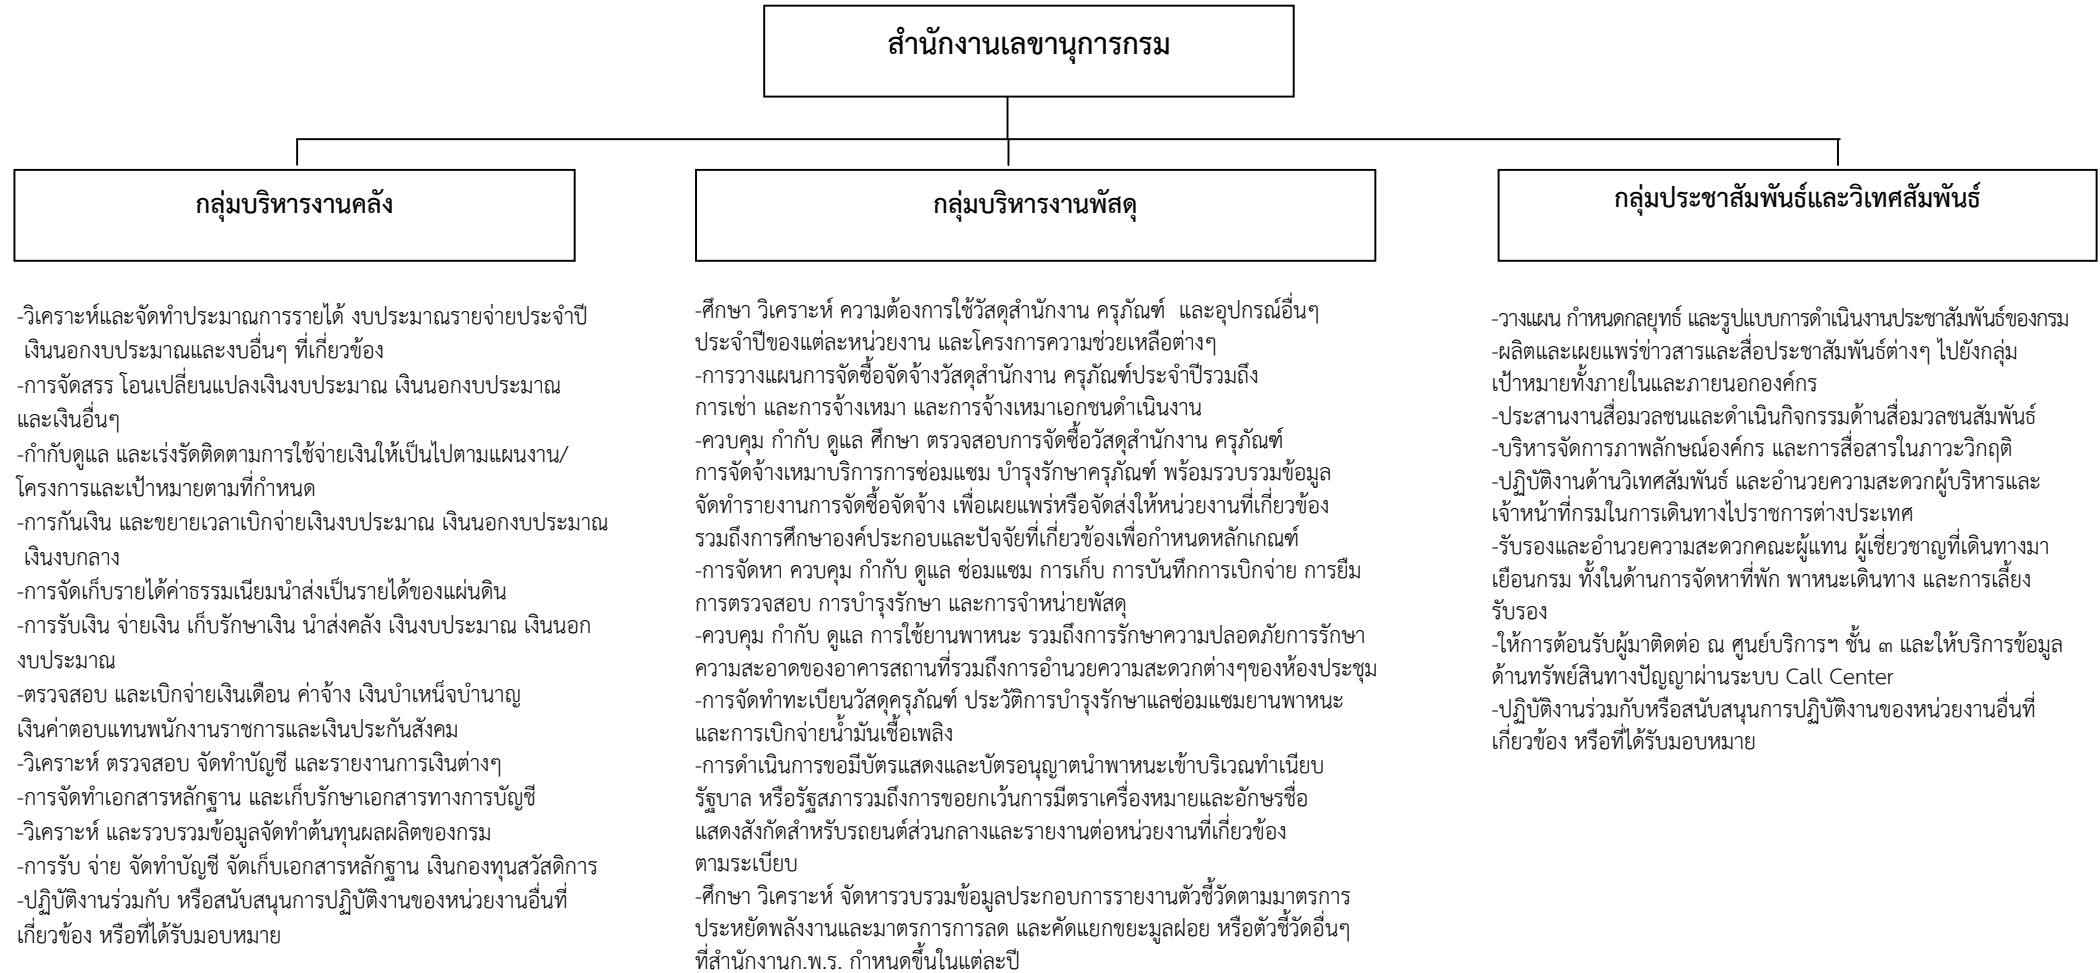 สำนักงานเลขานุการกรม
กลุ่มบริหารงานคลัง
-วิเคราะห์และจัดทำประมาณการรายได้ งบประมาณรายจ่ายประจำปี
เงินนอกงบประมาณและงบอื่นๆ ที่เกี่ยวข้อง
-การจัดสรร โอนเปลี่ยนแปลงเงินงบประมาณ เงินนอกงบประมาณ
และเงินอื่นๆ
-กำกับดูแล และเร่งรัดติดตามการใช้จ่ายเงินให้เป็นไปตามแผนงาน/
โครงการและเป้าหมายตามที่กำหนด
-การกันเงิน และขยายเวลาเบิกจ่ายเงินงบประมาณ เงินนอกงบประมาณ
เงินงบกลาง
-การจัดเก็บรายได้ค่าธรรมเนียมนำส่งเป็นรายได้ของแผ่นดิน
-การรับเงิน จ่ายเงิน เก็บรักษาเงิน นำส่งคลัง เงินงบประมาณ เงินนอก
งบประมาณ
-ตรวจสอบ และเบิกจ่ายเงินเดือน ค่าจ้าง เงินบำเหน็จบำนาญ
เงินค่าตอบแทนพนักงานราชการและเงินประกันสังคม
-วิเคราะห์ ตรวจสอบ จัดทำบัญชี และรายงานการเงินต่างๆ
-การจัดทำเอกสารหลักฐาน และเก็บรักษาเอกสารทางการบัญชี
-วิเคราะห์ และรวบรวมข้อมูลจัดทำต้นทุนผลผลิตของกรม
-การรับ จ่าย จัดทำบัญชี จัดเก็บเอกสารหลักฐาน เงินกองทุนสวัสดิการ
-ปฏิบัติงานร่วมกับ หรือสนับสนุนการปฏิบัติงานของหน่วยงานอื่นที่
เกี่ยวข้อง หรือที่ได้รับมอบหมาย
กลุ่มบริหารงานพัสดุ
-ศึกษา วิเคราะห์ ความต้องการใช้วัสดุสำนักงาน ครุภัณฑ์  และอุปกรณ์อื่นๆ
ประจำปีของแต่ละหน่วยงาน และโครงการความช่วยเหลือต่างๆ
-การวางแผนการจัดซื้อจัดจ้างวัสดุสำนักงาน ครุภัณฑ์ประจำปีรวมถึง
การเช่า และการจ้างเหมา และการจ้างเหมาเอกชนดำเนินงาน
-ควบคุม กำกับ ดูแล ศึกษา ตรวจสอบการจัดซื้อวัสดุสำนักงาน ครุภัณฑ์
การจัดจ้างเหมาบริการการซ่อมแซม บำรุงรักษาครุภัณฑ์ พร้อมรวบรวมข้อมูล
จัดทำรายงานการจัดซื้อจัดจ้าง เพื่อเผยแพร่หรือจัดส่งให้หน่วยงานที่เกี่ยวข้อง
รวมถึงการศึกษาองค์ประกอบและปัจจัยที่เกี่ยวข้องเพื่อกำหนดหลักเกณฑ์
-การจัดหา ควบคุม กำกับ ดูแล ซ่อมแซม การเก็บ การบันทึกการเบิกจ่าย การยืม
การตรวจสอบ การบำรุงรักษา และการจำหน่ายพัสดุ
-ควบคุม กำกับ ดูแล การใช้ยานพาหนะ รวมถึงการรักษาความปลอดภัยการรักษา
ความสะอาดของอาคารสถานที่รวมถึงการอำนวยความสะดวกต่างๆของห้องประชุม
-การจัดทำทะเบียนวัสดุครุภัณฑ์ ประวัติการบำรุงรักษาแลซ่อมแซมยานพาหนะ
และการเบิกจ่ายน้ำมันเชื้อเพลิง
-การดำเนินการขอมีบัตรแสดงและบัตรอนุญาตนำพาหนะเข้าบริเวณทำเนียบ
รัฐบาล หรือรัฐสภารวมถึงการขอยกเว้นการมีตราเครื่องหมายและอักษรชื่อ
แสดงสังกัดสำหรับรถยนต์ส่วนกลางและรายงานต่อหน่วยงานที่เกี่ยวข้อง
ตามระเบียบ
-ศึกษา วิเคราะห์ จัดหารวบรวมข้อมูลประกอบการรายงานตัวชี้วัดตามมาตรการ
ประหยัดพลังงานและมาตรการการลด และคัดแยกขยะมูลฝอย หรือตัวชี้วัดอื่นๆ
ที่สำนักงานก.พ.ร. กำหนดขึ้นในแต่ละปี
กลุ่มประชาสัมพันธ์และวิเทศสัมพันธ์
-วางแผน กำหนดกลยุทธ์ และรูปแบบการดำเนินงานประชาสัมพันธ์ของกรม
-ผลิตและเผยแพร่ข่าวสารและสื่อประชาสัมพันธ์ต่างๆ ไปยังกลุ่ม
เป้าหมายทั้งภายในและภายนอกองค์กร
-ประสานงานสื่อมวลชนและดำเนินกิจกรรมด้านสื่อมวลชนสัมพันธ์
-บริหารจัดการภาพลักษณ์องค์กร และการสื่อสารในภาวะวิกฤติ
-ปฏิบัติงานด้านวิเทศสัมพันธ์ และอำนวยความสะดวกผู้บริหารและ
เจ้าหน้าที่กรมในการเดินทางไปราชการต่างประเทศ
-รับรองและอำนวยความสะดวกคณะผู้แทน ผู้เชี่ยวชาญที่เดินทางมา
เยือนกรม ทั้งในด้านการจัดหาที่พัก พาหนะเดินทาง และการเลี้ยง
รับรอง
-ให้การต้อนรับผู้มาติดต่อ ณ ศูนย์บริการฯ ชั้น ๓ และให้บริการข้อมูล
ด้านทรัพย์สินทางปัญญาผ่านระบบ Call Center
-ปฏิบัติงานร่วมกับหรือสนับสนุนการปฏิบัติงานของหน่วยงานอื่นที่
เกี่ยวข้อง หรือที่ได้รับมอบหมาย